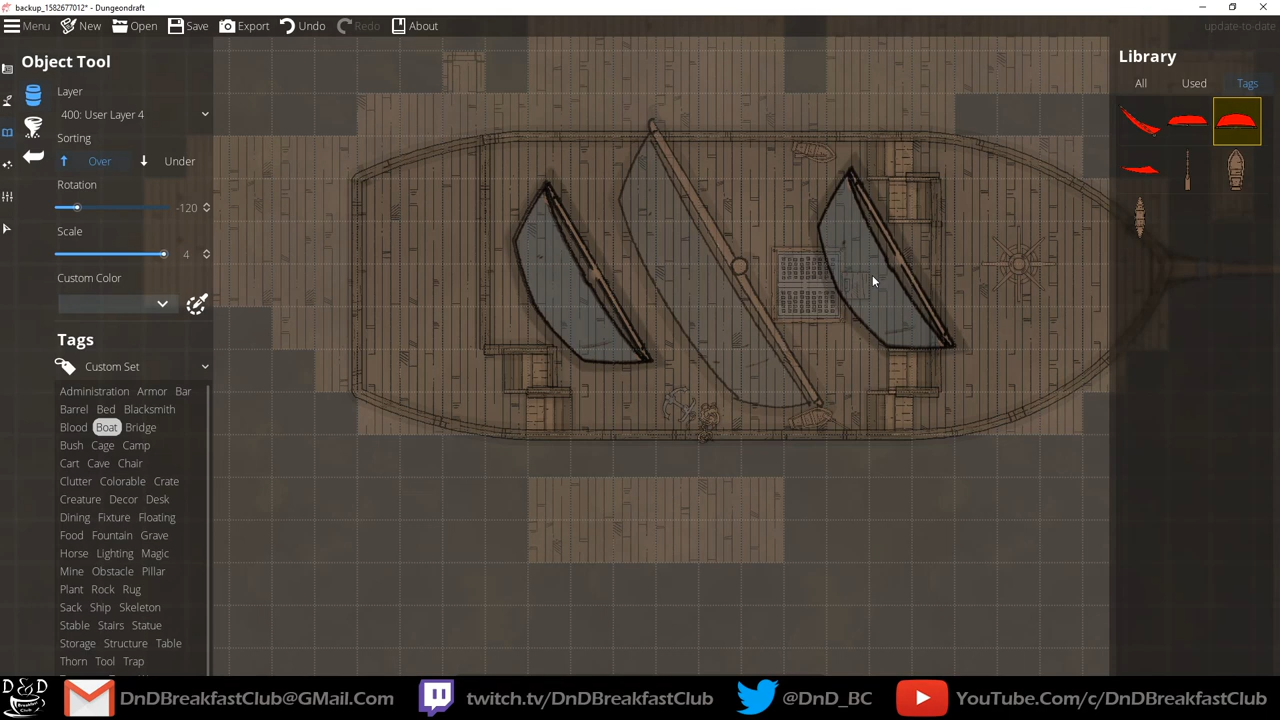 backup_1582677012* - Dungeondraft
Menu New Open Save Export Undo Redo About update-to-date
Object Tool
Layer
400: User Layer 4
Sorting
Over Under
Rotation
-120
Scale
4
Custom Color
Tags
Custom Set
Administration Armor Bar
Barrel Bed Blacksmith
Blood Boat Bridge
Bush Cage Camp
Cart Cave Chair
Clutter Colorable Crate
Creature Decor Desk
Dining Fixture Floating
Food Fountain Grave
Horse Lighting Magic
Mine Obstacle Pillar
Plant Rock Rug
Sack Ship Skeleton
Stable Stairs Statue
Storage Structure Table
Thorn Tool Trap
Library
All Used Tags
D&D
Breakfast
Club
DnDBreakfastClub@GMail.Com twitch.tv/DnDBreakfastClub @DnD_BC YouTube.Com/c/DnDBreakfastClub